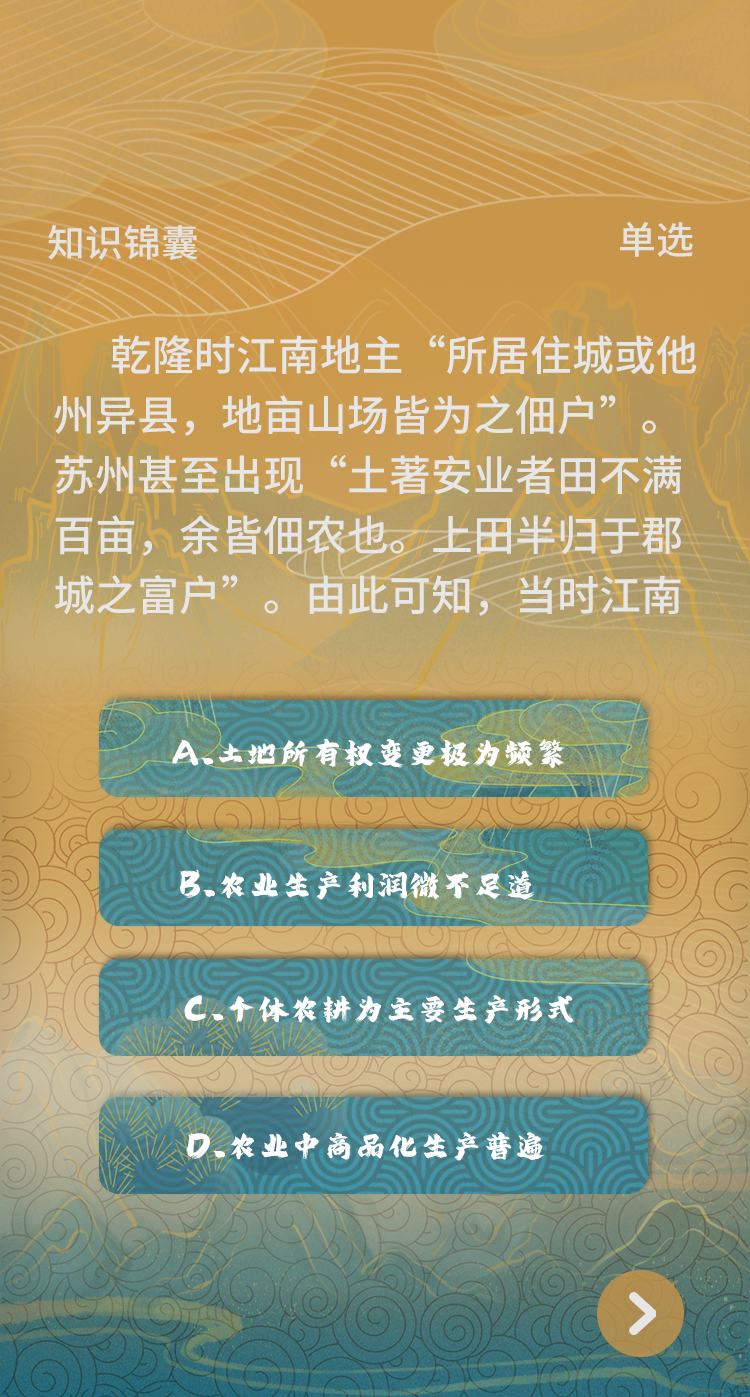 知识锦囊
单选
乾隆时江南地主“所居住城或他
州异县，地亩山场皆为之佃户”。
苏州甚至出现“土著安业者田不满
百亩，余皆佃农也。上田半归于郡
城之富户”。由此可知，当时江南
A.土地所有权变更极为频繁
B.农业生产利润微不足道
C.个体农耕为主要生产形式
D.农业中商品化生产普遍